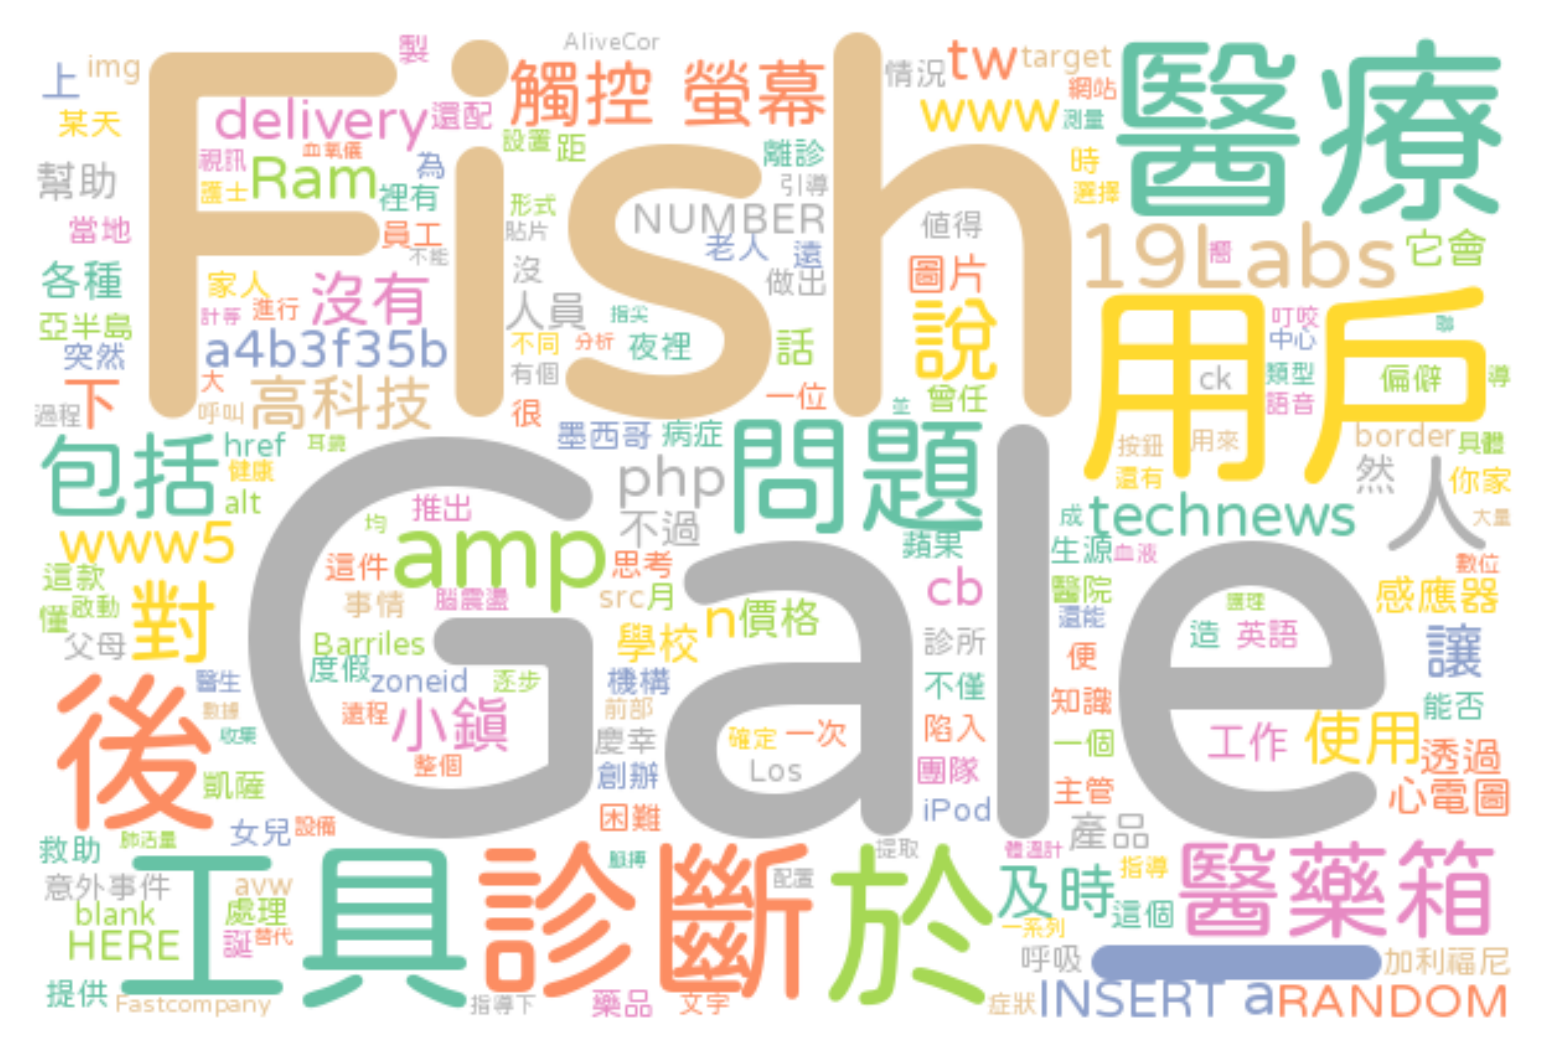 Fish
Gale
醫療
用戶
工具
診斷
於
醫藥箱
後
問題
包括
對
說
觸控 螢幕
19Labs
人
technews
amp
高科技
沒有
delivery
Ram
a4b3f35b
www
tw
www5
php
小鎮
及時
使用
感應器
讓
心電圖
透過
工作
產品
INSERT a
RANDOM
NUMBER
AliveCor
img
上
某天
幫助
當地
各種
亞半島
突然
下
過程
製
還配
視訊
血氧儀
護士
為
裡有
員工
不能
家人
計等
進行
大
呼叫
設置
距
形式
貼片
沒
人員
指尖
不同
分析
夜裡
有個
很
離診
引導
老人
遠
做出
話
一位
情況
target
網站
測量
時
選擇
值得
圖片
它會
叮咬
中心
ck
類型
語音
偏僻
導
曾任
並
墨西哥
病症
border
具體
按鈕
用來
還有
然
你家
大量
成
生源
血液
醫院
還能
數位
href
耳鏡
健康
alt
推出
均
這件
不過
蘋果
思考
cb
這款
懂
啟動
父母
事情
腦震盪
src
月
n
價格
學校
診所
Barriles
度假
zoneid
逐步
機構
前部
不僅
便
知識
護理
造
英語
能否
醫生
數據
收集
遠程
整個
慶幸
確定
一次
陷入
一個
Los
創辦
團隊
主管
iPod
凱薩
困難
女兒
設備
救助
肺活量
意外事件
avw
blank
處理
HERE
誕
替代
提供
Fastcompany
脈搏
提取
配置
體溫計
指導
這個
一系列
呼吸
加利福尼
指導下
藥品
文字
症狀